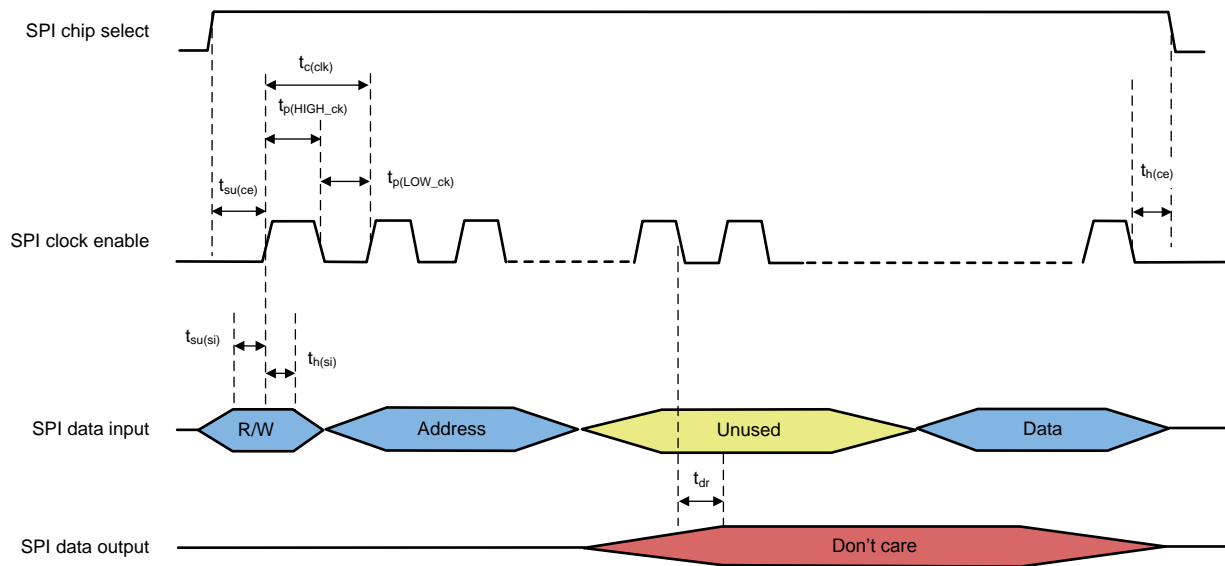 SPI chip select
tc(clk)
tp(HIGH_ck)
tsu(ce)
tp(LOW_ck)
th(ce)
SPI clock enable
tsu(si)
th(si)
SPI data input
R/W
Address
Unused
Data
tdr
SPI data output
Don't care